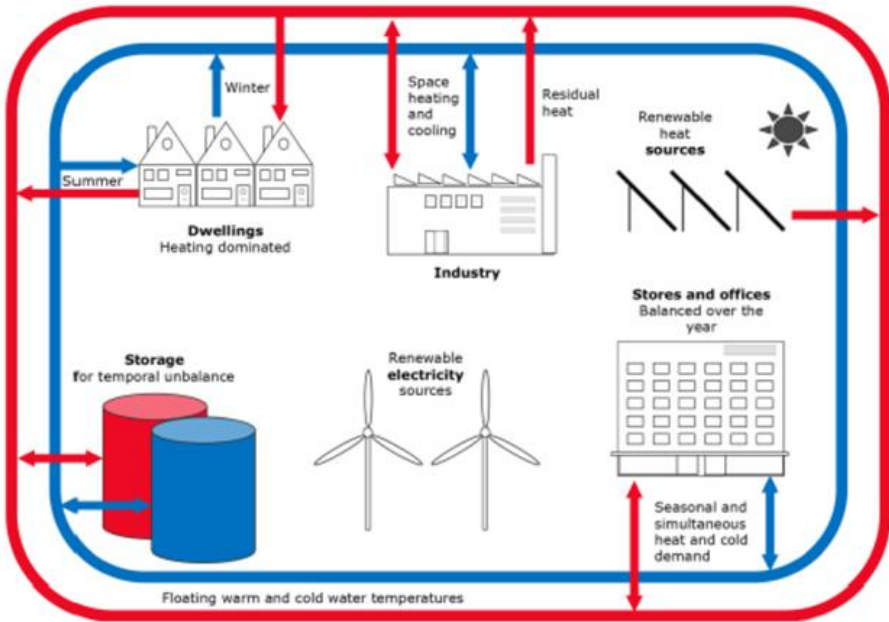 Winter
Summer
Dwellings
Heating dominated
Space
heating
and
cooling
Residual
heat
Industry
Renewable
heat
sources
Stores and offices
Balanced over the
year
Storage
for temporal unbalance
Renewable
electricity
sources
Seasonal and
simultaneous
heat and cold
demand
Floating warm and cold water temperatures